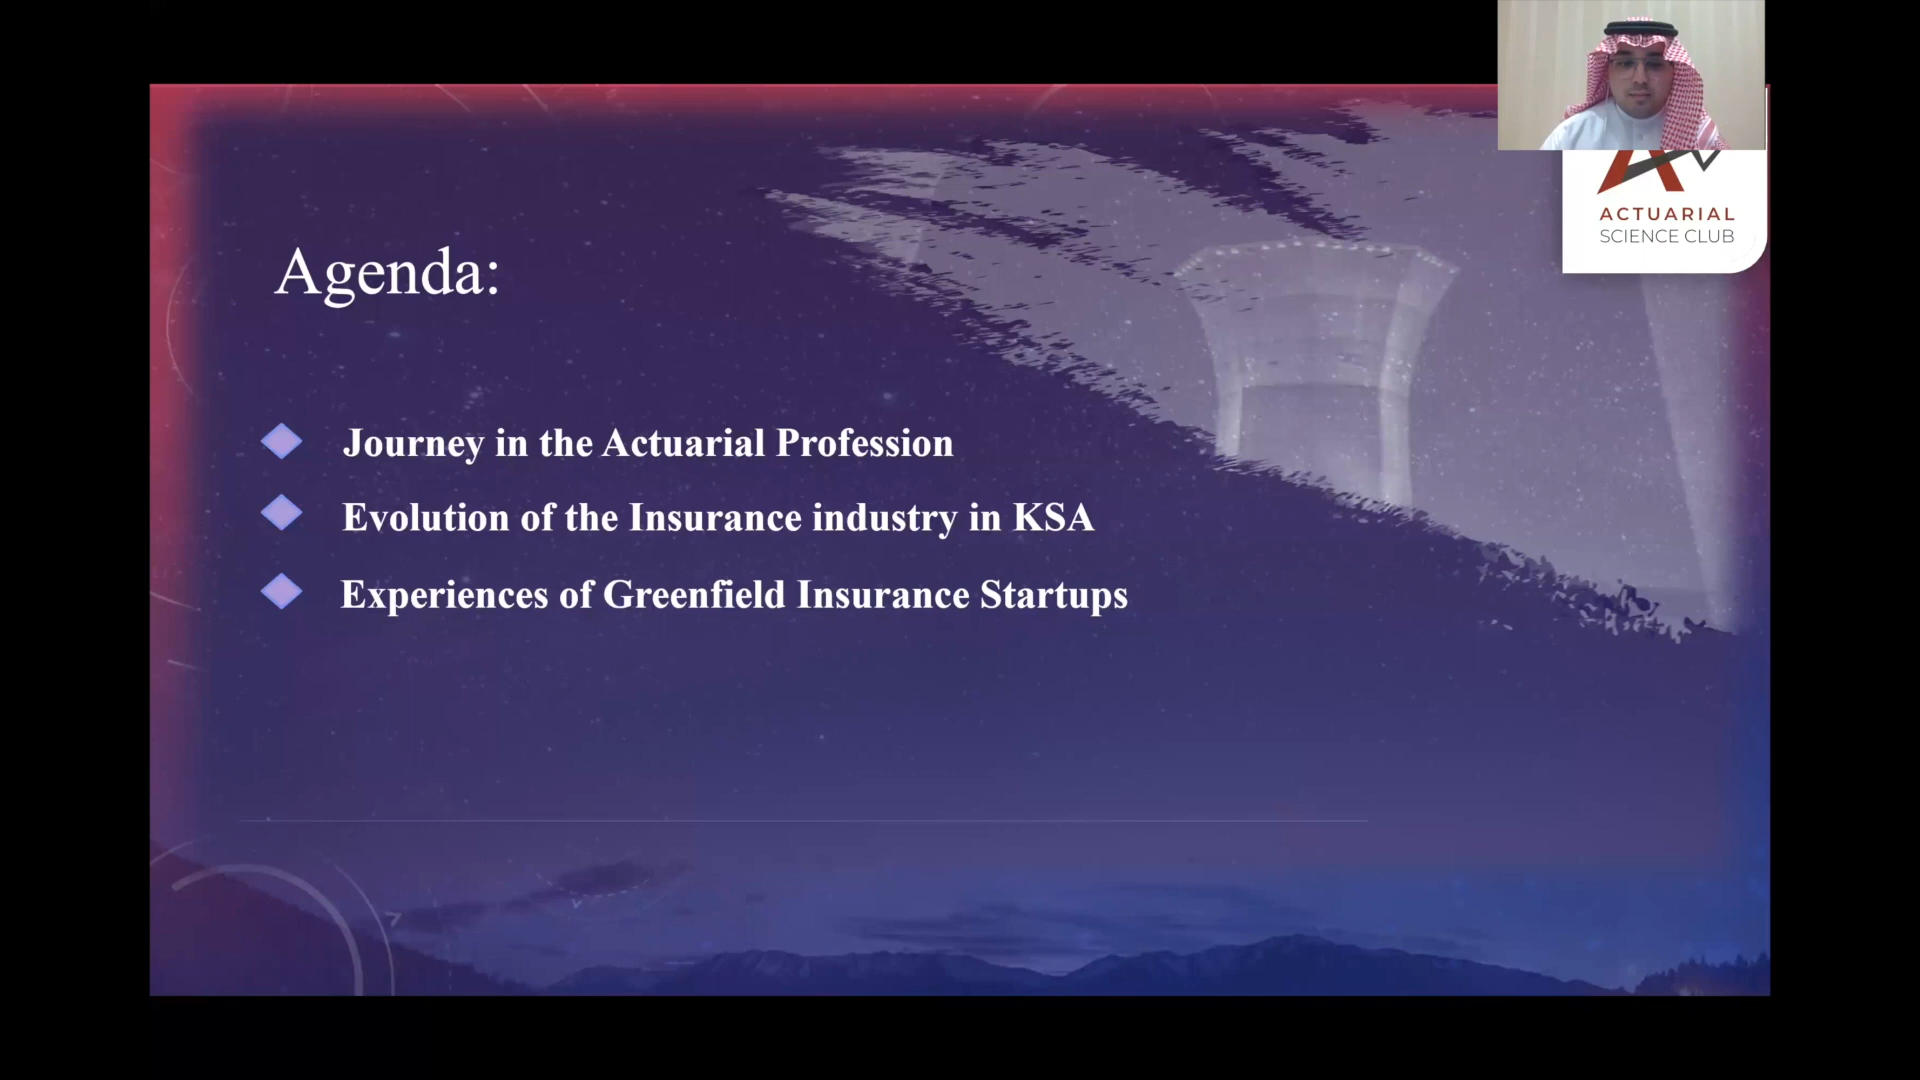 ACTUARIAL
SCIENCE CLUB
Agenda:
Journey in the Actuarial Profession
Evolution of the Insurance industry in KSA
Experiences of Greenfield Insurance Startups